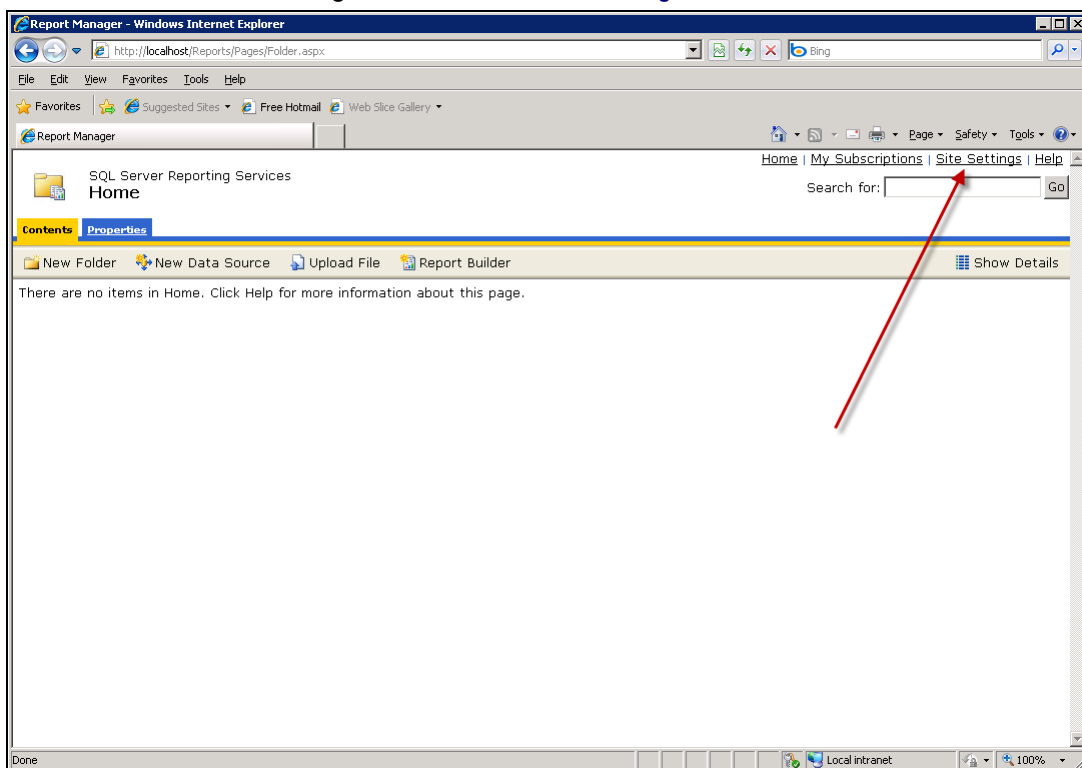 Report Manager - Windows Internet Explorer
http://localhost/Reports/Pages/Folder.aspx
Bing
File Edit View Favorites Tools Help
Favorites Suggested Sites Free Hotmail Web Slice Gallery
Report Manager
Page Safety Tools
Home | My Subscriptions | Site Settings | Help
SQL Server Reporting Services
Home
Search for: Go
Contents Properties
New Folder New Data Source Upload File Report Builder Show Details
There are no items in Home. Click Help for more information about this page.
Done Local intranet 100%